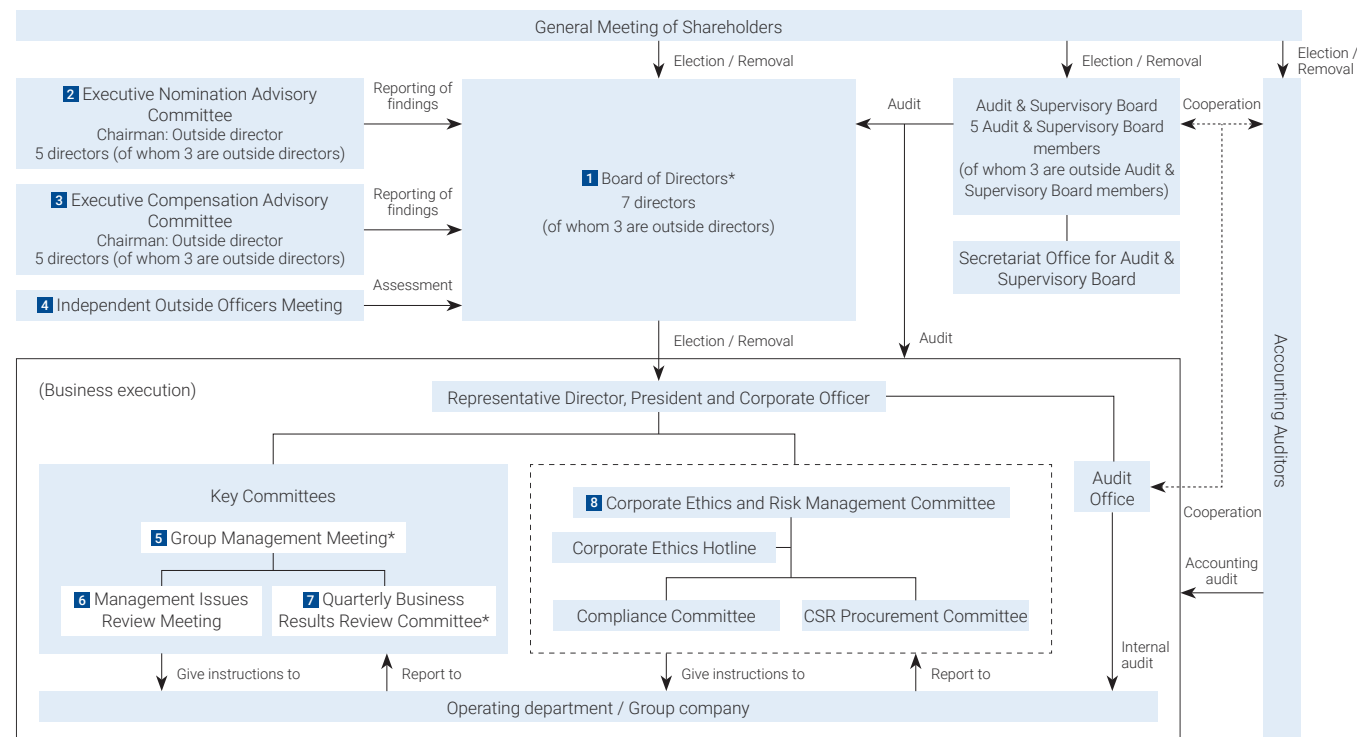 General Meeting of Shareholders
Election / Removal
Election / Removal
Election /
Removal
2 Executive Nomination Advisory
Committee
Chairman: Outside director
5 directors (of whom 3 are outside directors)
Reporting of
findings
3 Executive Compensation Advisory
Committee
Chairman: Outside director
5 directors (of whom 3 are outside directors)
Reporting of
findings
4 Independent Outside Officers Meeting
Assessment
1 Board of Directors*
7 directors
(of whom 3 are outside directors)
Audit
Audit & Supervisory Board
5 Audit & Supervisory Board
members
(of whom 3 are outside Audit &
Supervisory Board members)
Cooperation
Secretariat Office for Audit &
Supervisory Board
Accounting Auditors
Election / Removal
Audit
(Business execution)
Representative Director, President and Corporate Officer
Key Committees
5 Group Management Meeting*
6 Management Issues
Review Meeting
7 Quarterly Business
Results Review Committee*
8 Corporate Ethics and Risk Management Committee
Corporate Ethics Hotline
Compliance Committee
CSR Procurement Committee
Audit
Office
Cooperation
Accounting
audit
Internal
audit
Give instructions to
Report to
Give instructions to
Report to
Operating department / Group company